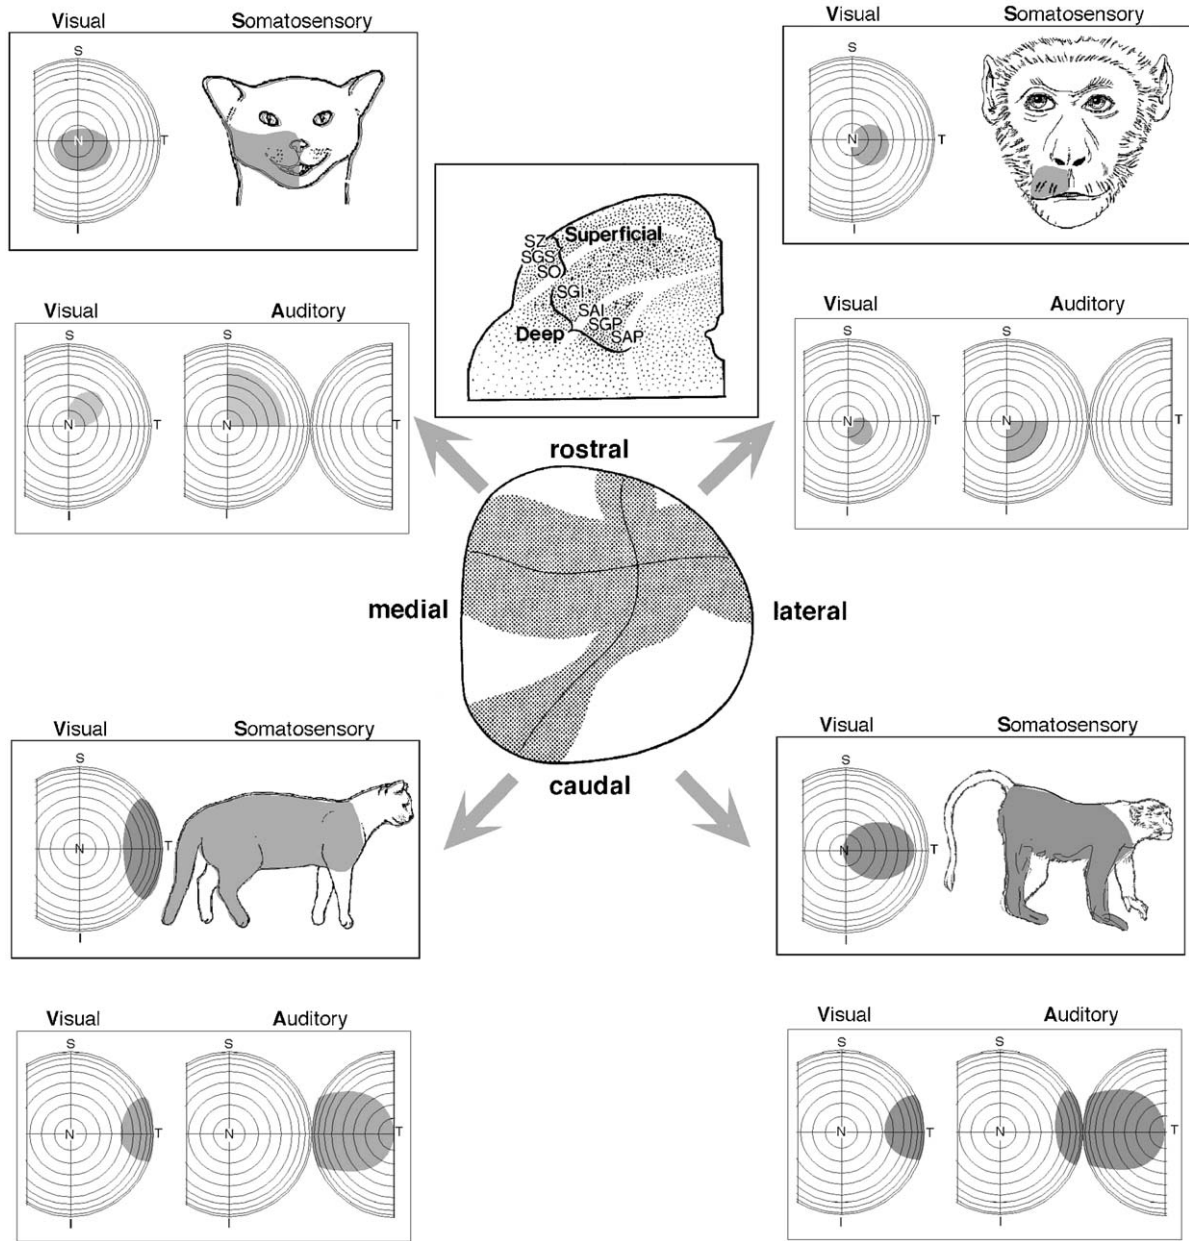 Visual Somatosensory
S
N
T
I
Visual Somatosensory
S
N
T
I
SZ
Superficial
SGS
SO
SGI
SAI
Deep
SGP
SAP
Visual Auditory
S S
N T N T
I I
Visual Auditory
S S
N T N T
I I
rostral
medial
lateral
caudal
Visual Somatosensory
S
N
T
I
Visual Somatosensory
S
N
T
I
Visual Auditory
S S
N T N T
I I
Visual Auditory
S S
N T N T
I I